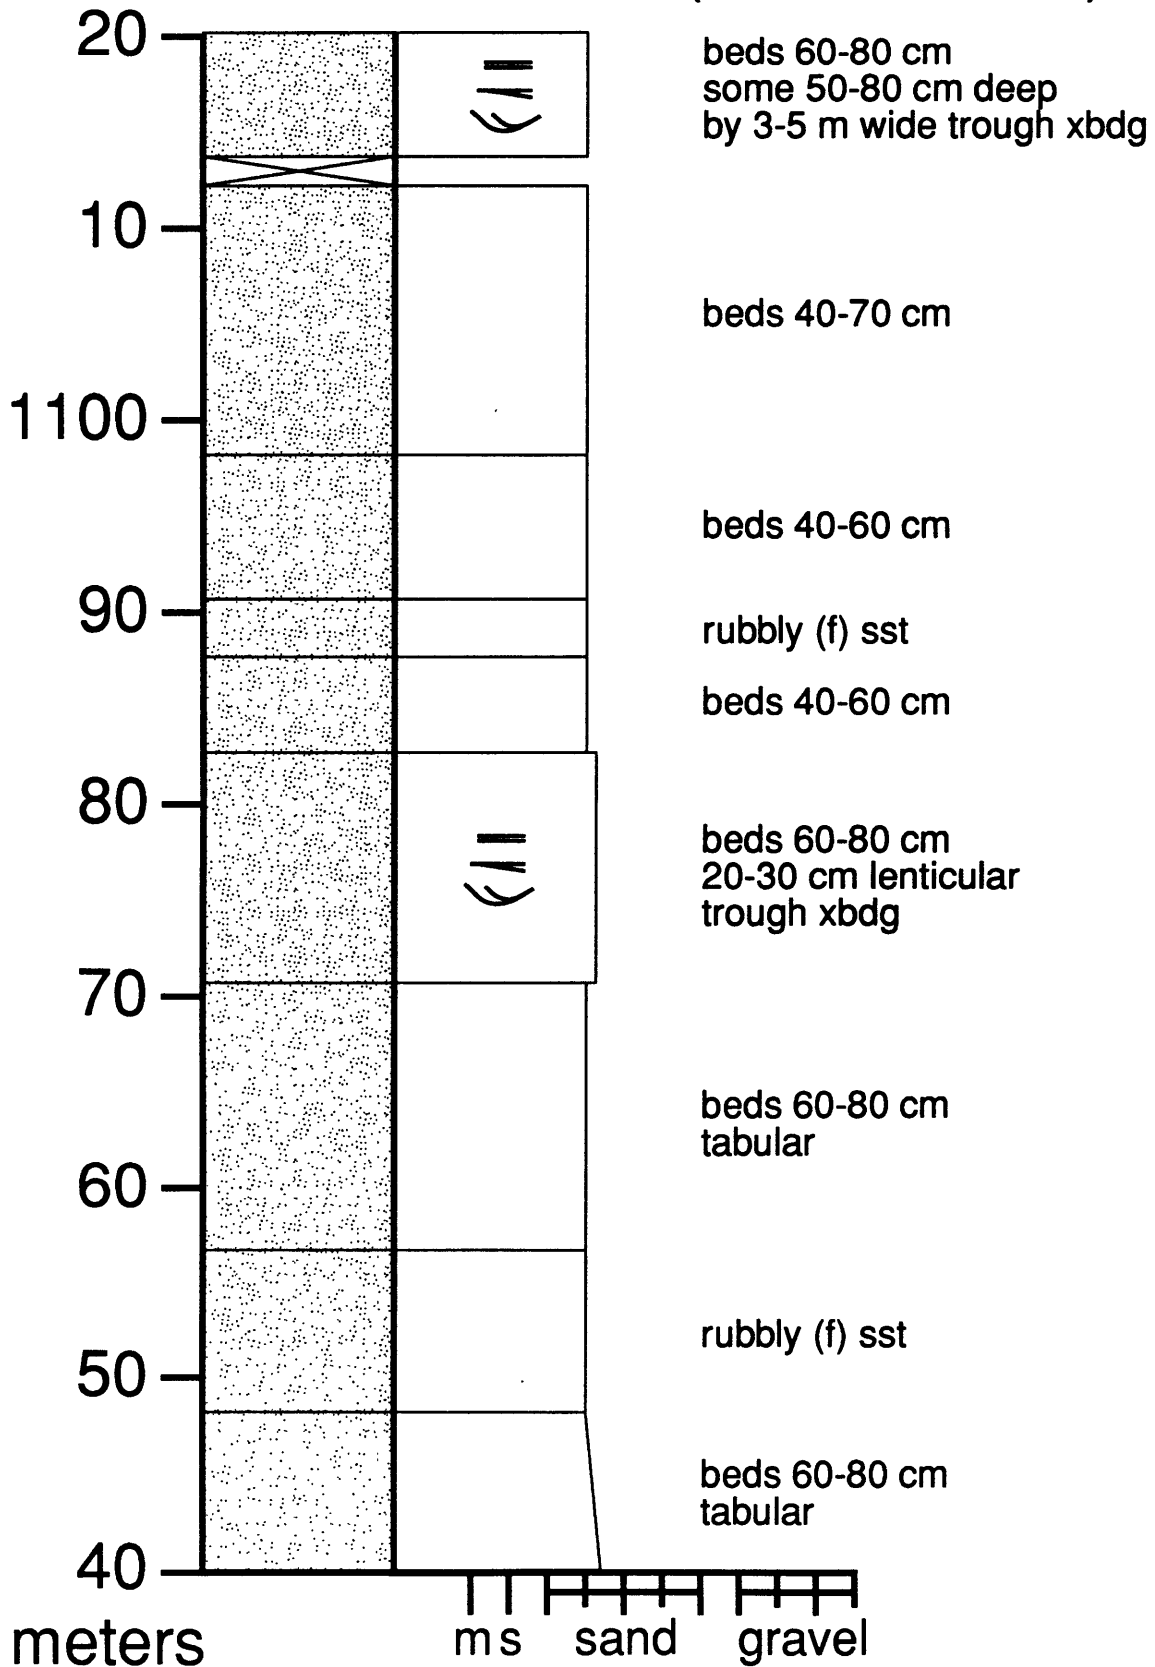 20
beds 60-80 cm
some 50-80 cm deep
by 3-5 m wide trough xbdg
10
beds 40-70 cm
1100
beds 40-60 cm
90
rubbly (f) sst
beds 40-60 cm
80
beds 60-80 cm
20-30 cm lenticular
trough xbdg
70
beds 60-80 cm
tabular
60
rubbly (f) sst
50
beds 60-80 cm
tabular
40
meters m s sand gravel